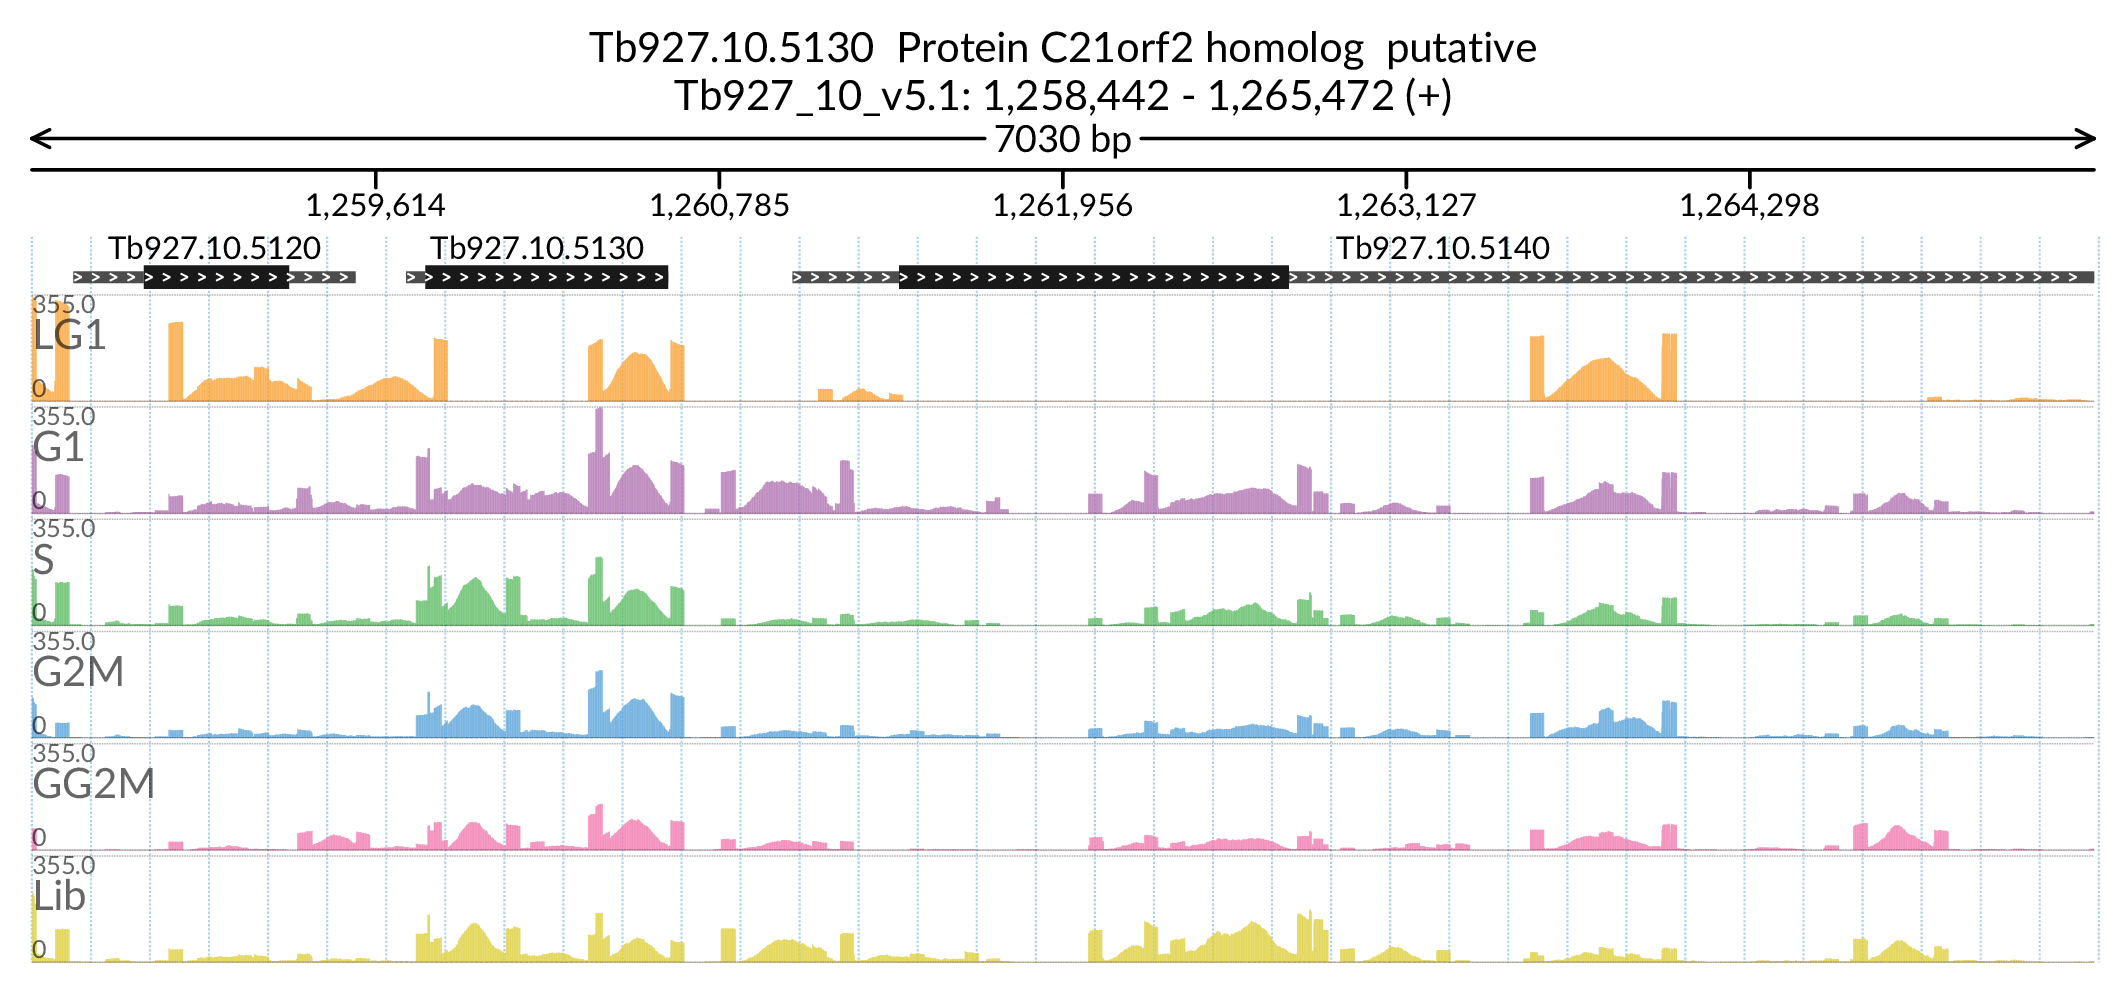 Tb927.10.5130 Protein C21orf2 homolog putative
Tb927_10_v5.1: 1,258,442 - 1,265,472 (+)
7030 bp
1,259,614 1,260,785 1,261,956 1,263,127 1,264,298
Tb927.10.5120 Tb927.10.5130 Tb927.10.5140
355.0
LG1
0
355.0
G1
0
355.0
S
0
355.0
G2M
0
355.0
GG2M
0
355.0
Lib
0